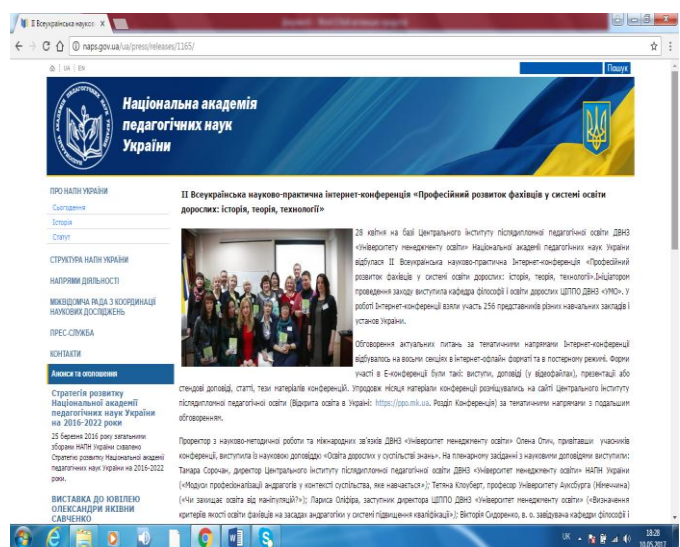 II Всеукраїнська науко X
naps.gov.ua/ua/press/releases/1165/
UA | EN
Пошук
Національна академія
педагогічних наук
України
ПРО НАПН УКРАЇНИ
Сьогодення
Історія
Статут
СТРУКТУРА НАПН УКРАЇНИ
НАПРЯМИ ДІЯЛЬНОСТІ
МІЖВІДОМЧА РАДА З КООРДИНАЦІЇ
НАУКОВИХ ДОСЛІДЖЕНЬ
ПРЕС-СЛУЖБА
КОНТАКТИ
Анонси та оголошення
Стратегія розвитку
Національної академії
педагогічних наук України
на 2016-2022 роки
25 березня 2016 року загальними
зборами НАПН України схвалено
Стратегію розвитку Національної академії
педагогічних наук України на 2016-2022
роки.
ВИСТАВКА ДО ЮВІЛЕЮ
ОЛЕКСАНДРИ ЯКІВНИ
САВЧЕНКО
II Всеукраїнська науково-практична інтернет-конференція «Професійний розвиток фахівців у системі освіти
дорослих: історія, теорія, технології»
28 квітня на базі Центрального інституту післядипломної педагогічної освіти ДВНЗ
«Університету менеджменту освіти» Національної академії педагогічних наук України
відбулася II Всеукраїнська науково-практична Інтернет-конференція «Професійний
розвиток фахівців у системі освіти дорослих: історія, теорія, технології».Ініціатором
проведення заходу виступила кафедра філософії і освіти дорослих ЦІППО ДВНЗ «УМО». У
роботі Інтернет-конференції взяли участь 256 представників різних навчальних закладів і
установ України.
Обговорення актуальних питань за тематичними напрямами Інтернет-конференції
відбувалось на восьми секціях в інтернет-офлайн форматі та в постерному режимі. Форми
участі в Е-конференції були такі: виступи, доповіді (у відеофайлах), презентації або
стендові доповіді, статті, тези матеріалів конференцій. Упродовж місяця матеріали конференції розміщувались на сайті Центрального інституту
післядипломної педагогічної освіти (Відкрита освіта в Україні: https://ppo.mk.ua. Розділ Конференція) за тематичними напрямами з подальшим
обговоренням.
Проректор з науково-методичної роботи та міжнародних зв'язків ДВНЗ «Університет менеджменту освіти» Олена Отич, привітавши учасників
конференції, виступила із науковою доповіддю «Освіта дорослих у суспільстві знань». На пленарному засіданні з науковими доповідями виступили:
Тамара Сорочан, директор Центрального інституту післядипломної педагогічної освіти ДВНЗ «Університет менеджменту освіти» НАПН України
(«Модуси професіоналізації андрагогів у контексті суспільства, яке навчається»); Тетяна Клоуберт, професор Університету Ауксбурга (Німеччина)
(«Чи захищає освіта від маніпуляцій?»); Лариса Оліфіра, заступник директора ЦІППО ДВНЗ «Університет менеджменту освіти» («Визначення
критеріїв якості освіти фахівців на засадах андрагогіки у системі підвищення кваліфікації»); Вікторія Сидоренко, в. о. завідувача кафедри філософії і
UK
18:28
10.05.2017